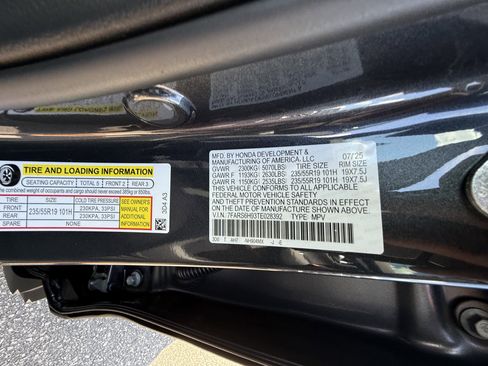 TIRE AND LOADING INFORMATION
SEATING CAPACITY TOTAL 5 FRONT 2 REAR 3
The combined weight of occupants and cargo should never exceed 385kg or 850lbs.
TIRE SIZE COLD TIRE PRESSURE
FRONT 235/55R19 101H 230KPA, 33PSI
REAR 235/55R19 101H 230KPA, 33PSI
SPARE NONE NONE
SEE OWNER'S MANUAL FOR ADDITIONAL INFORMATION
3D4 A3
MFD. BY HONDA DEVELOPMENT & 07/25
MANUFACTURING OF AMERICA, LLC RIM SIZE
GVWR 2300KG( 5070LBS)
GAWR F 1193KG( 2630LBS) 235/55R19 101H 19X7.5J
GAWR R 1150KG( 2535LBS) 235/55R19 101H 19X7.5J
THIS VEHICLE CONFORMS TO ALL APPLICABLE
FEDERAL MOTOR VEHICLE SAFETY, BUMPER,
AND THEFT PREVENTION STANDARDS IN EFFECT
ON THE DATE OF MANUFACTURE SHOWN ABOVE.
V.I.N. TYPE: MPV